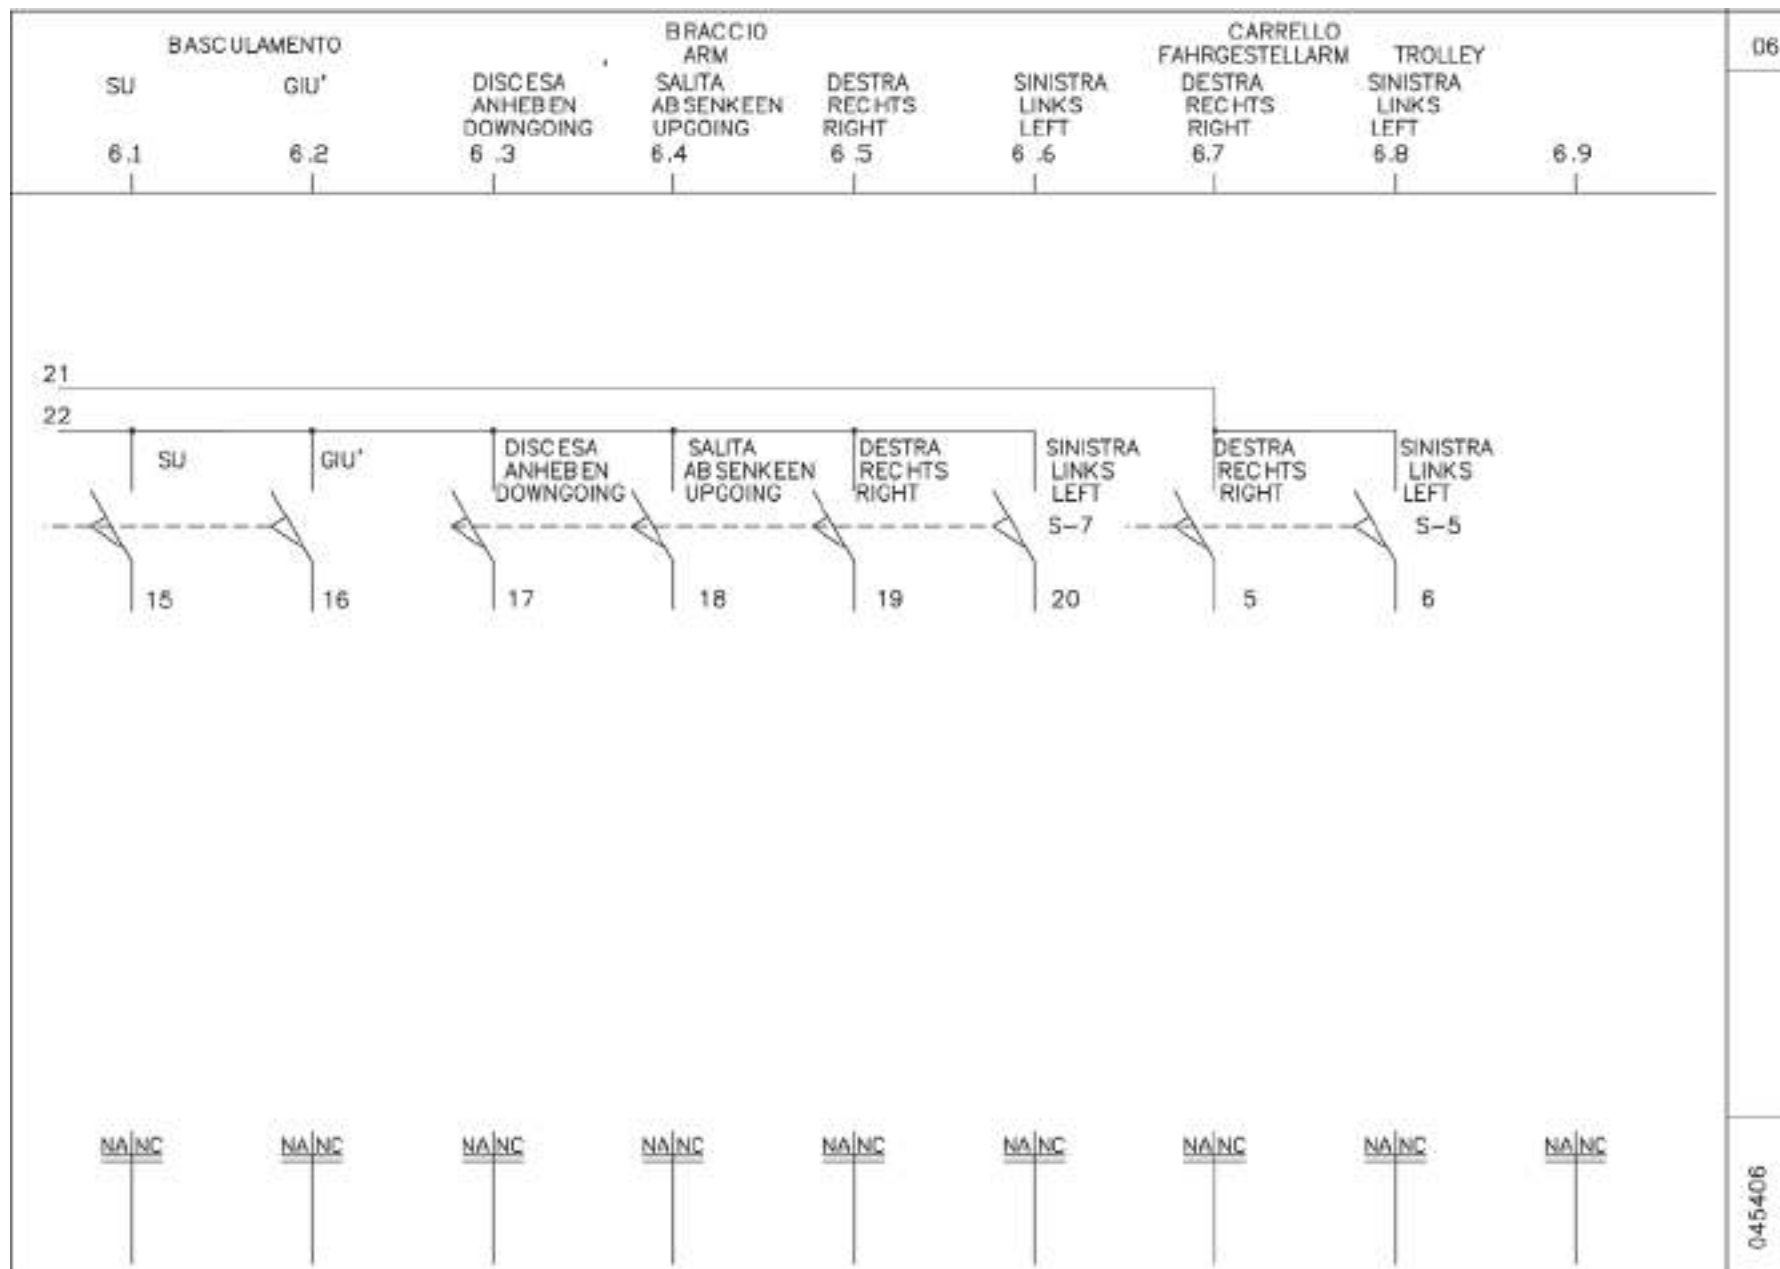 BASCULAMENTO
BRACCIO
ARM
CARRELLO
FAHRGESTELLARM TROLLEY
06
SU
GIU'
DISCESA
ANHEBEN
DOWNGOING
SALITA
ABSENKEEN
UPGOING
DESTRA
RECHTS
RIGHT
SINISTRA
LINKS
LEFT
DESTRA
RECHTS
RIGHT
SINISTRA
LINKS
LEFT
6.1 6.2 6.3 6.4 6.5 6.6 6.7 6.8 6.9
21
22
SU
GIU'
DISCESA
ANHEBEN
DOWNGOING
SALITA
ABSENKEEN
UPGOING
DESTRA
RECHTS
RIGHT
SINISTRA
LINKS
LEFT
S-7
DESTRA
RECHTS
RIGHT
SINISTRA
LINKS
LEFT
S-5
15 16 17 18 19 20 5 6
NA NC NA NC NA NC NA NC NA NC NA NC NA NC NA NC NA NC
045406